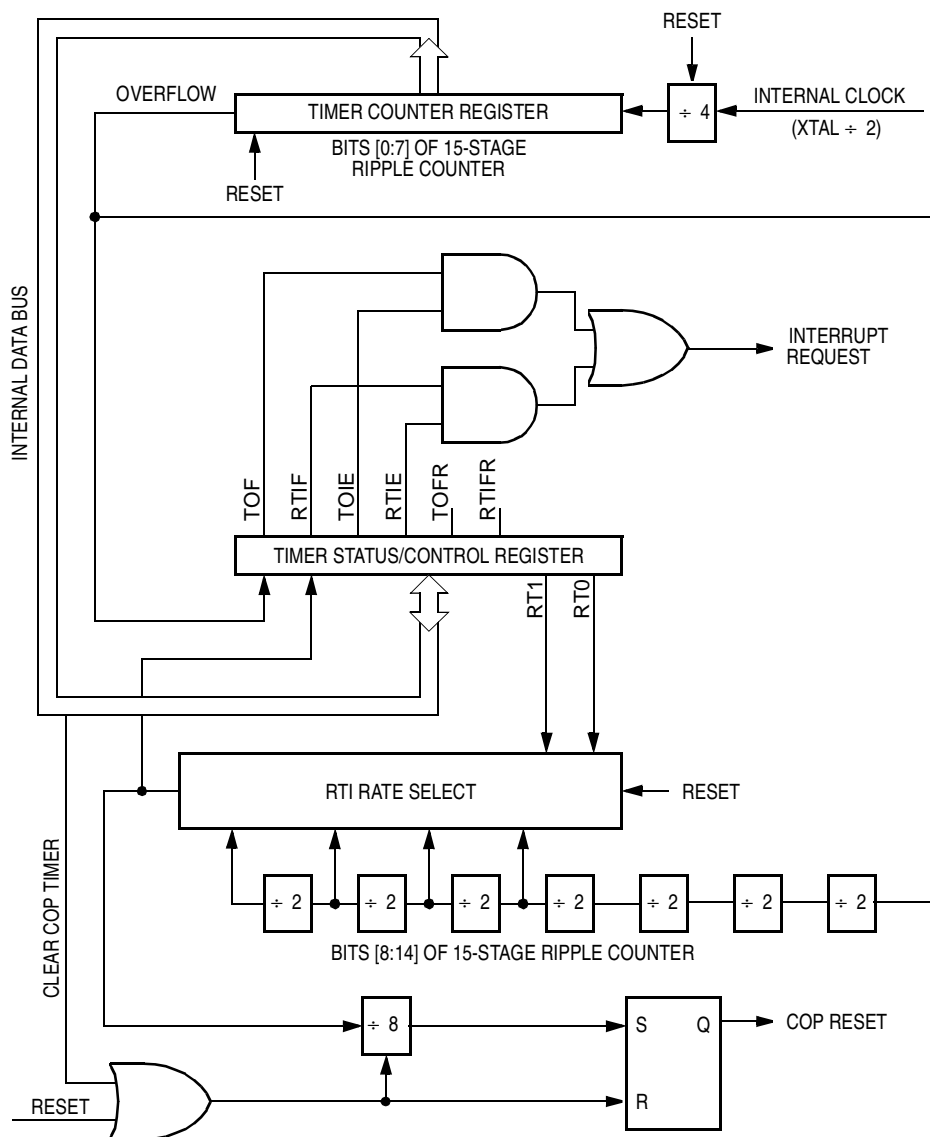 RESET
OVERFLOW
TIMER COUNTER REGISTER
÷ 4
INTERNAL CLOCK
(XTAL ÷ 2)
BITS [0:7] OF 15-STAGE
RIPPLE COUNTER
RESET
INTERNAL DATA BUS
INTERRUPT
REQUEST
TOF
RTIF
TOIE
RTIE
TOFR
RTIFR
TIMER STATUS/CONTROL REGISTER
RT1
RT0
RTI RATE SELECT
RESET
CLEAR COP TIMER
÷ 2
÷ 2
÷ 2
÷ 2
÷ 2
÷ 2
÷ 2
BITS [8:14] OF 15-STAGE RIPPLE COUNTER
÷ 8
S
Q
COP RESET
R
RESET